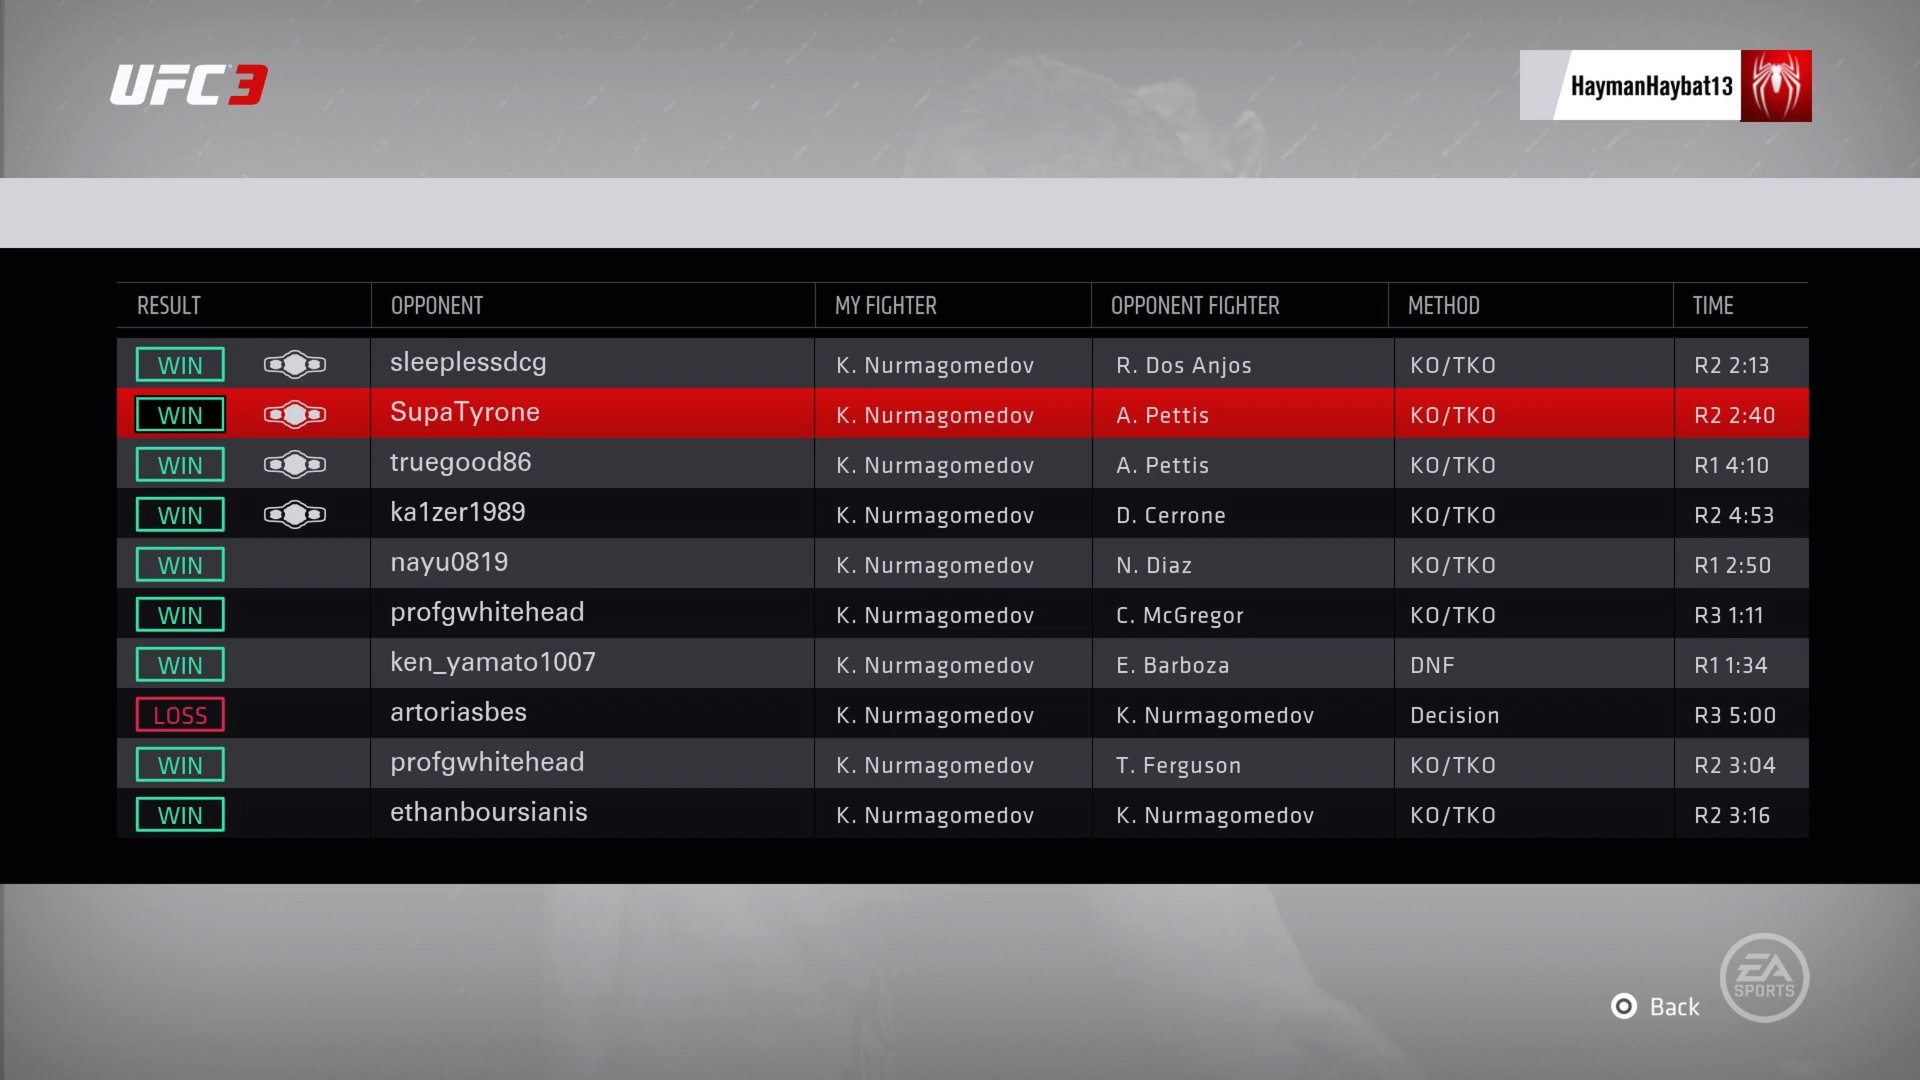 UFC 3
HaymanHaybat13
RESULT OPPONENT MY FIGHTER OPPONENT FIGHTER METHOD TIME
WIN sleeplessdcg K. Nurmagomedov R. Dos Anjos KO/TKO R2 2:13
WIN SupaTyrone K. Nurmagomedov A. Pettis KO/TKO R2 2:40
WIN truegood86 K. Nurmagomedov A. Pettis KO/TKO R1 4:10
WIN ka1zer1989 K. Nurmagomedov D. Cerrone KO/TKO R2 4:53
WIN nayu0819 K. Nurmagomedov N. Diaz KO/TKO R1 2:50
WIN profgwhitehead K. Nurmagomedov C. McGregor KO/TKO R3 1:11
WIN ken_yamato1007 K. Nurmagomedov E. Barboza DNF R1 1:34
LOSS artoriasbes K. Nurmagomedov K. Nurmagomedov Decision R3 5:00
WIN profgwhitehead K. Nurmagomedov T. Ferguson KO/TKO R2 3:04
WIN ethanboursianis K. Nurmagomedov K. Nurmagomedov KO/TKO R2 3:16
EA
SPORTS
Back